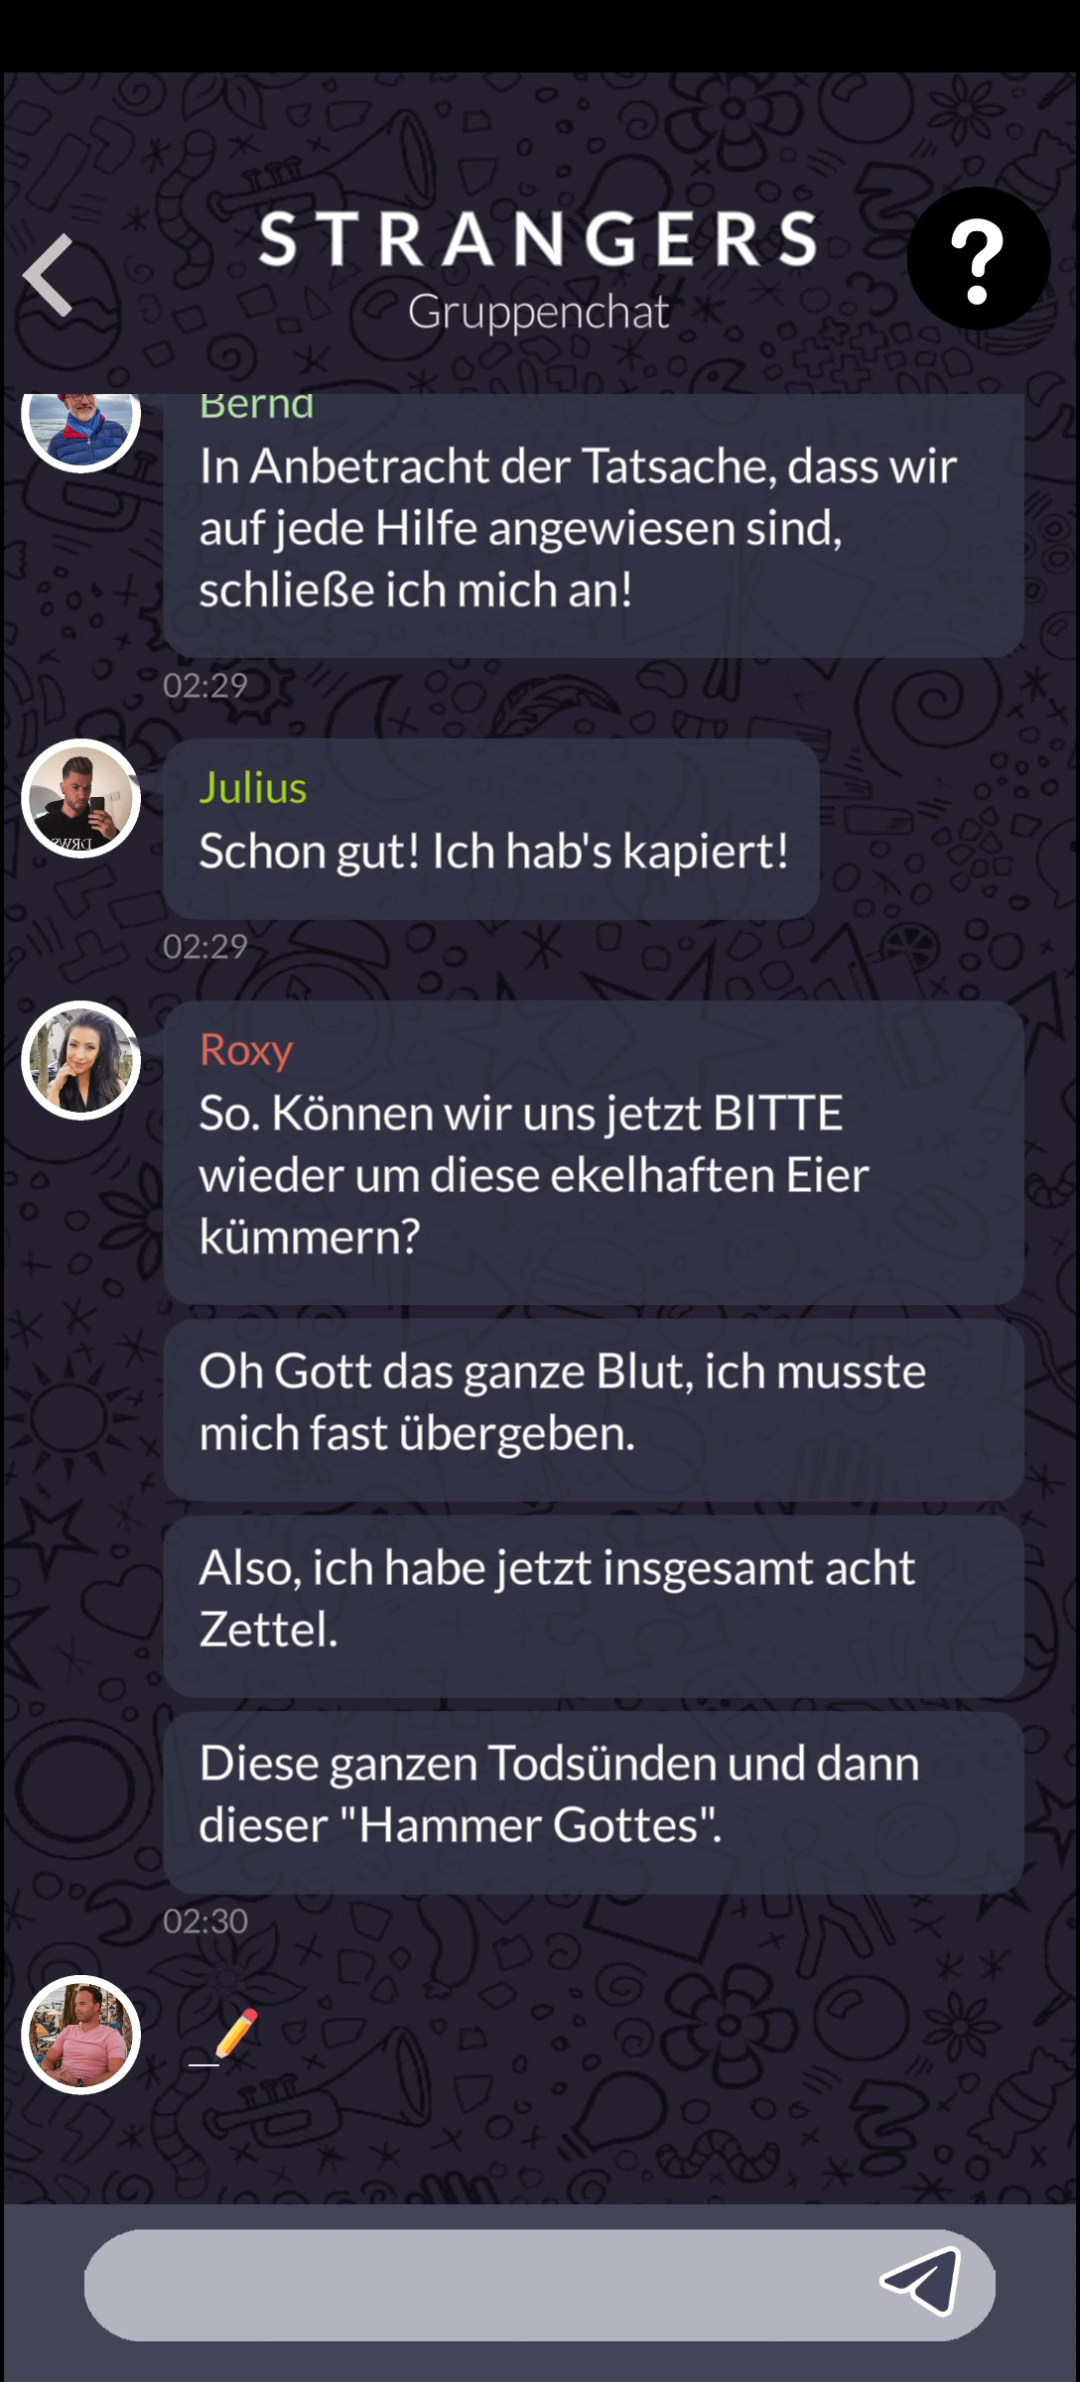 STRANGERS
Gruppenchat
?
Bernd
In Anbetracht der Tatsache, dass wir
auf jede Hilfe angewiesen sind,
schließe ich mich an!
02:29
Julius
Schon gut! Ich hab's kapiert!
02:29
Roxy
So. Können wir uns jetzt BITTE
wieder um diese ekelhaften Eier
kümmern?
Oh Gott das ganze Blut, ich musste
mich fast übergeben.
Also, ich habe jetzt insgesamt acht
Zettel.
Diese ganzen Todsünden und dann
dieser "Hammer Gottes".
02:30